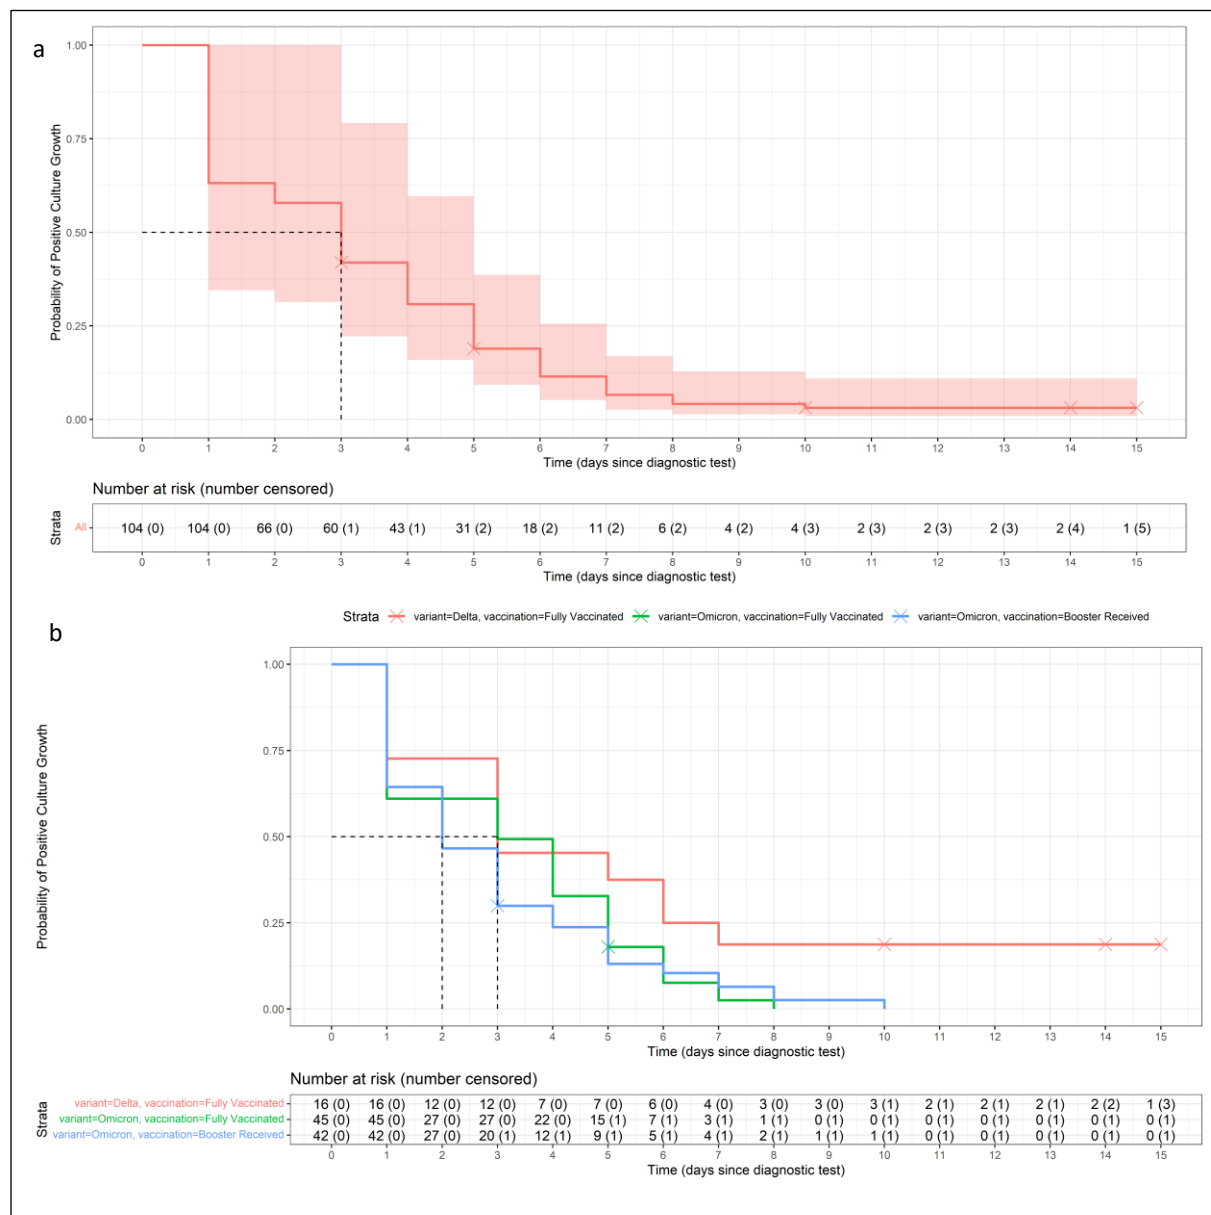 a
1.00
0.75
0.50
0.25
0.00
Probability of Positive Culture Growth
0 1 2 3 4 5 6 7 8 9 10 11 12 13 14 15
Time (days since diagnostic test)
Number at risk (number censored)
Strata
All 104 (0) 104 (0) 66 (0) 60 (1) 43 (1) 31 (2) 18 (2) 11 (2) 6 (2) 4 (2) 4 (3) 2 (3) 2 (3) 2 (3) 2 (4) 1 (5)
0 1 2 3 4 5 6 7 8 9 10 11 12 13 14 15
Time (days since diagnostic test)
Strata variant=Delta, vaccination=Fully Vaccinated variant=Omicron, vaccination=Fully Vaccinated variant=Omicron, vaccination=Booster Received
b
1.00
0.75
0.50
0.25
0.00
Probability of Positive Culture Growth
0 1 2 3 4 5 6 7 8 9 10 11 12 13 14 15
Time (days since diagnostic test)
Number at risk (number censored)
Strata
variant=Delta, vaccination=Fully Vaccinated 16 (0) 16 (0) 12 (0) 12 (0) 7 (0) 7 (0) 6 (0) 4 (0) 3 (0) 3 (0) 3 (1) 2 (1) 2 (1) 2 (1) 2 (2) 1 (3)
variant=Omicron, vaccination=Fully Vaccinated 45 (0) 45 (0) 27 (0) 27 (0) 22 (0) 15 (1) 7 (1) 3 (1) 1 (1) 0 (1) 0 (1) 0 (1) 0 (1) 0 (1) 0 (1) 0 (1)
variant=Omicron, vaccination=Booster Received 42 (0) 42 (0) 27 (0) 20 (1) 12 (1) 9 (1) 5 (1) 4 (1) 2 (1) 1 (1) 1 (1) 0 (1) 0 (1) 0 (1) 0 (1) 0 (1)
0 1 2 3 4 5 6 7 8 9 10 11 12 13 14 15
Time (days since diagnostic test)